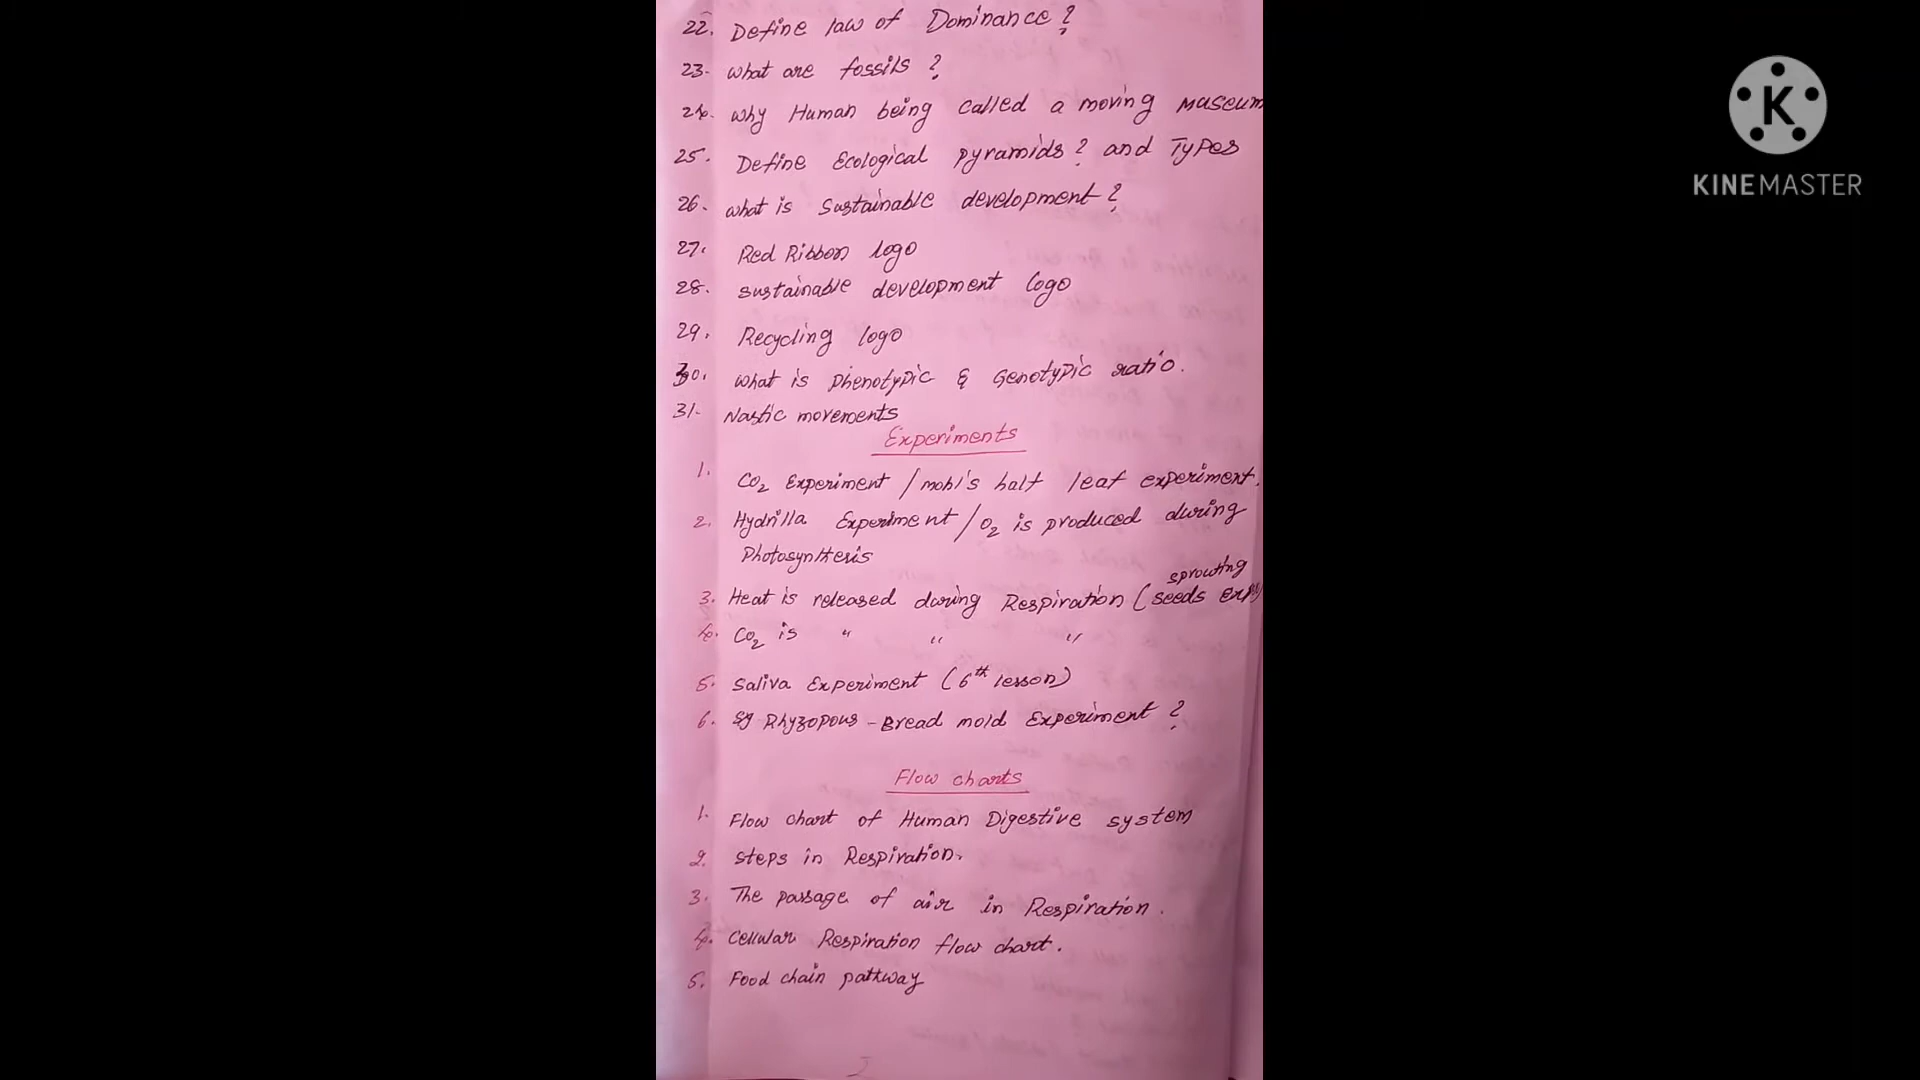 22. Define law of Dominance?
23. What are fossils?
24. Why Human being called a moving Museum
25. Define Ecological pyramids? and Types
26. What is Sustainable development?
27. Red Ribbon logo
28. Sustainable development logo
29. Recycling logo
30. What is Phenotypic & Genotypic ratio.
31. Nastic movements
Experiments
1. CO2 Experiment / mohl's half leaf experiment.
2. Hydrilla Experiment / O2 is produced during
Photosynthesis
sprouting
3. Heat is released during Respiration (seeds exp
4. CO2 is " " "
5. Saliva Experiment (6th lesson)
6. Rhyzopous - Bread mold Experiment?
Flow charts
1. Flow chart of Human Digestive system
2. Steps in Respiration.
3. The passage of air in Respiration.
4. Cellular Respiration flow chart.
5. Food chain pathway
K
KINEMASTER